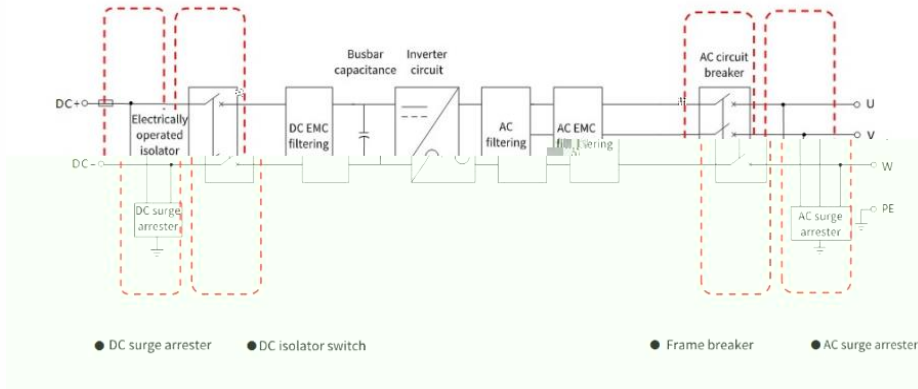 Busbar
capacitance
Inverter
circuit
AC circuit
breaker
DC+
Electrically
operated
isolator
DC EMC
filtering
AC
filtering
AC EMC
filtering
U
V
DC-
W
DC surge
arrester
AC surge
arrester
PE
● DC surge arrester
● DC isolator switch
● Frame breaker
● AC surge arrester